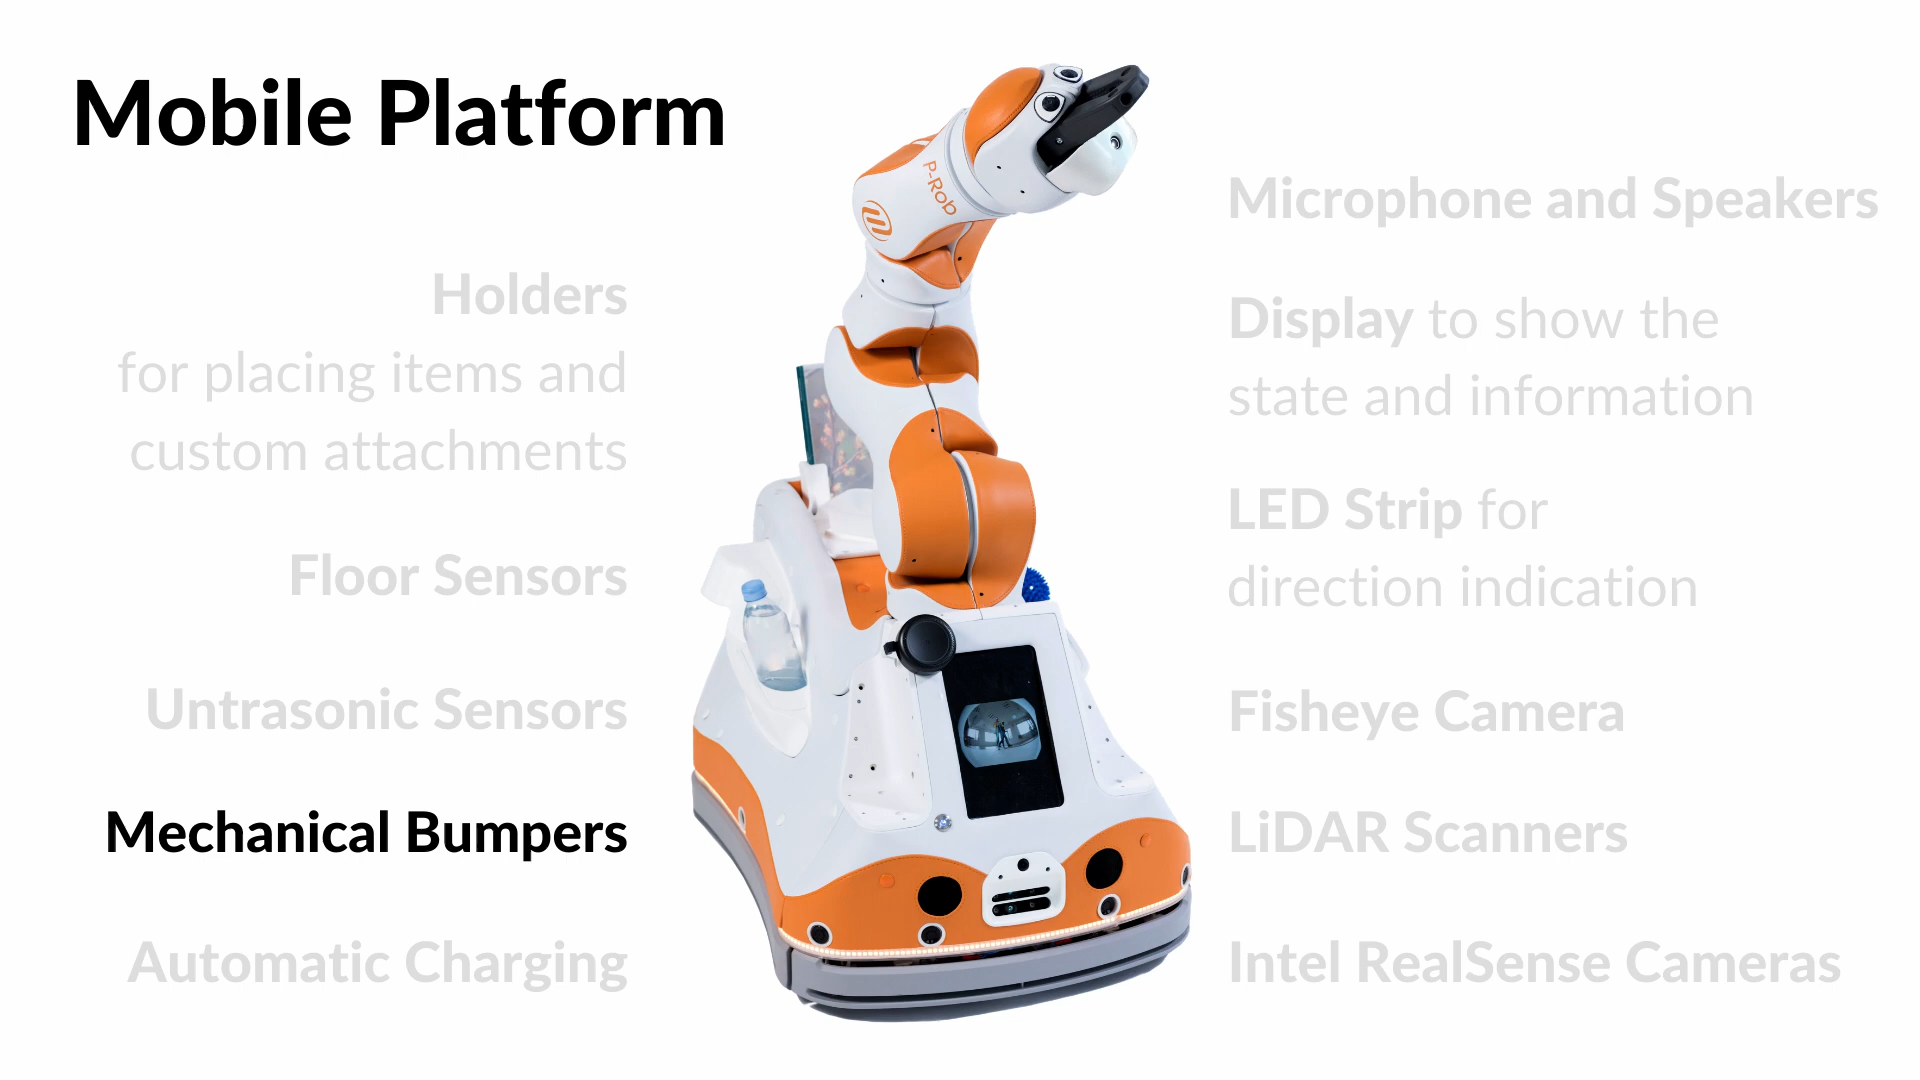 Mobile Platform
Holders
for placing items and
custom attachments
Floor Sensors
Untrasonic Sensors
Mechanical Bumpers
Automatic Charging
P-Rob
Microphone and Speakers
Display to show the
state and information
LED Strip for
direction indication
Fisheye Camera
LiDAR Scanners
Intel RealSense Cameras